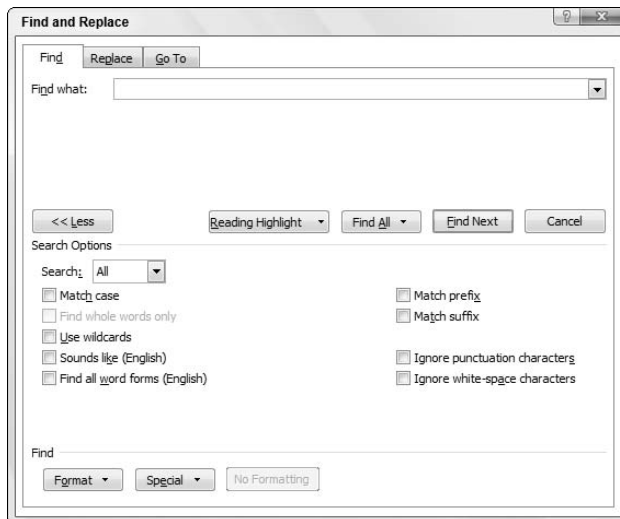 Find and Replace
Find Replace Go To
Find what:
<< Less Reading Highlight Find All Find Next Cancel
Search Options
Search: All
Match case Match prefix
Find whole words only Match suffix
Use wildcards
Sounds like (English) Ignore punctuation characters
Find all word forms (English) Ignore white-space characters
Find
Format Special No Formatting